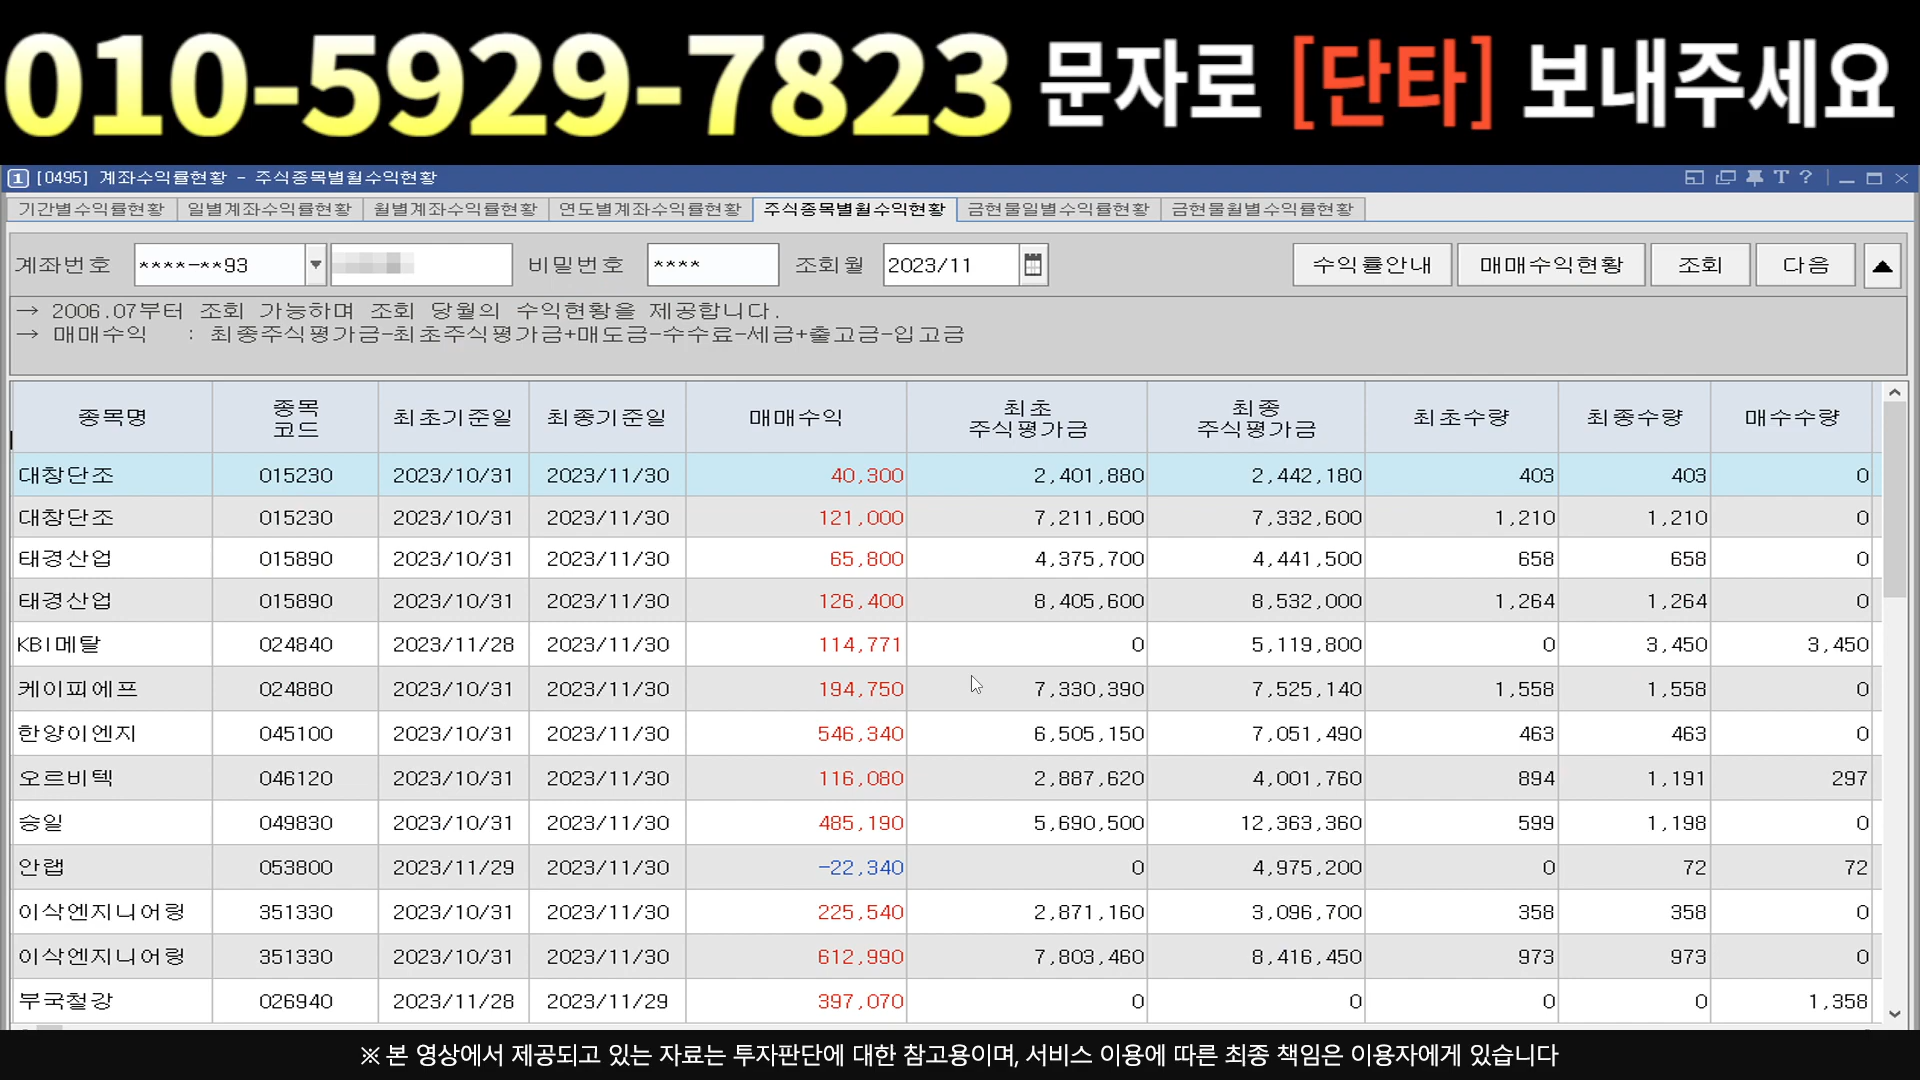 010-5929-7823 문자로 [단타] 보내주세요
1 [0495] 계좌수익률현황 - 주식종목별월수익현황
기간별수익률현황 일별계좌수익률현황 월별계좌수익률현황 연도별계좌수익률현황 주식종목별월수익현황 금현물일별수익률현황 금현물월별수익률현황
계좌번호 ****-**93 비밀번호 **** 조회월 2023/11 수익률안내 매매수익현황 조회 다음 ▲
→ 2006.07부터 조회 가능하며 조회 당월의 수익현황을 제공합니다.
→ 매매수익 : 최종주식평가금-최초주식평가금+매도금-수수료-세금+출고금-입고금
종목명 종목코드 최초기준일 최종기준일 매매수익 최초주식평가금 최종주식평가금 최초수량 최종수량 매수수량
대창단조 015230 2023/10/31 2023/11/30 40,300 2,401,880 2,442,180 403 403 0
대창단조 015230 2023/10/31 2023/11/30 121,000 7,211,600 7,332,600 1,210 1,210 0
태경산업 015890 2023/10/31 2023/11/30 65,800 4,375,700 4,441,500 658 658 0
태경산업 015890 2023/10/31 2023/11/30 126,400 8,405,600 8,532,000 1,264 1,264 0
KBI메탈 024840 2023/11/28 2023/11/30 114,771 0 5,119,800 0 3,450 3,450
케이피에프 024880 2023/10/31 2023/11/30 194,750 7,330,390 7,525,140 1,558 1,558 0
한양이엔지 045100 2023/10/31 2023/11/30 546,340 6,505,150 7,051,490 463 463 0
오르비텍 046120 2023/10/31 2023/11/30 116,080 2,887,620 4,001,760 894 1,191 297
승일 049830 2023/10/31 2023/11/30 485,190 5,690,500 12,363,360 599 1,198 0
안랩 053800 2023/11/29 2023/11/30 -22,340 0 4,975,200 0 72 72
이삭엔지니어링 351330 2023/10/31 2023/11/30 225,540 2,871,160 3,096,700 358 358 0
이삭엔지니어링 351330 2023/10/31 2023/11/30 612,990 7,803,460 8,416,450 973 973 0
부국철강 026940 2023/11/28 2023/11/29 397,070 0 0 0 0 1,358
※ 본 영상에서 제공되고 있는 자료는 투자판단에 대한 참고용이며, 서비스 이용에 따른 최종 책임은 이용자에게 있습니다